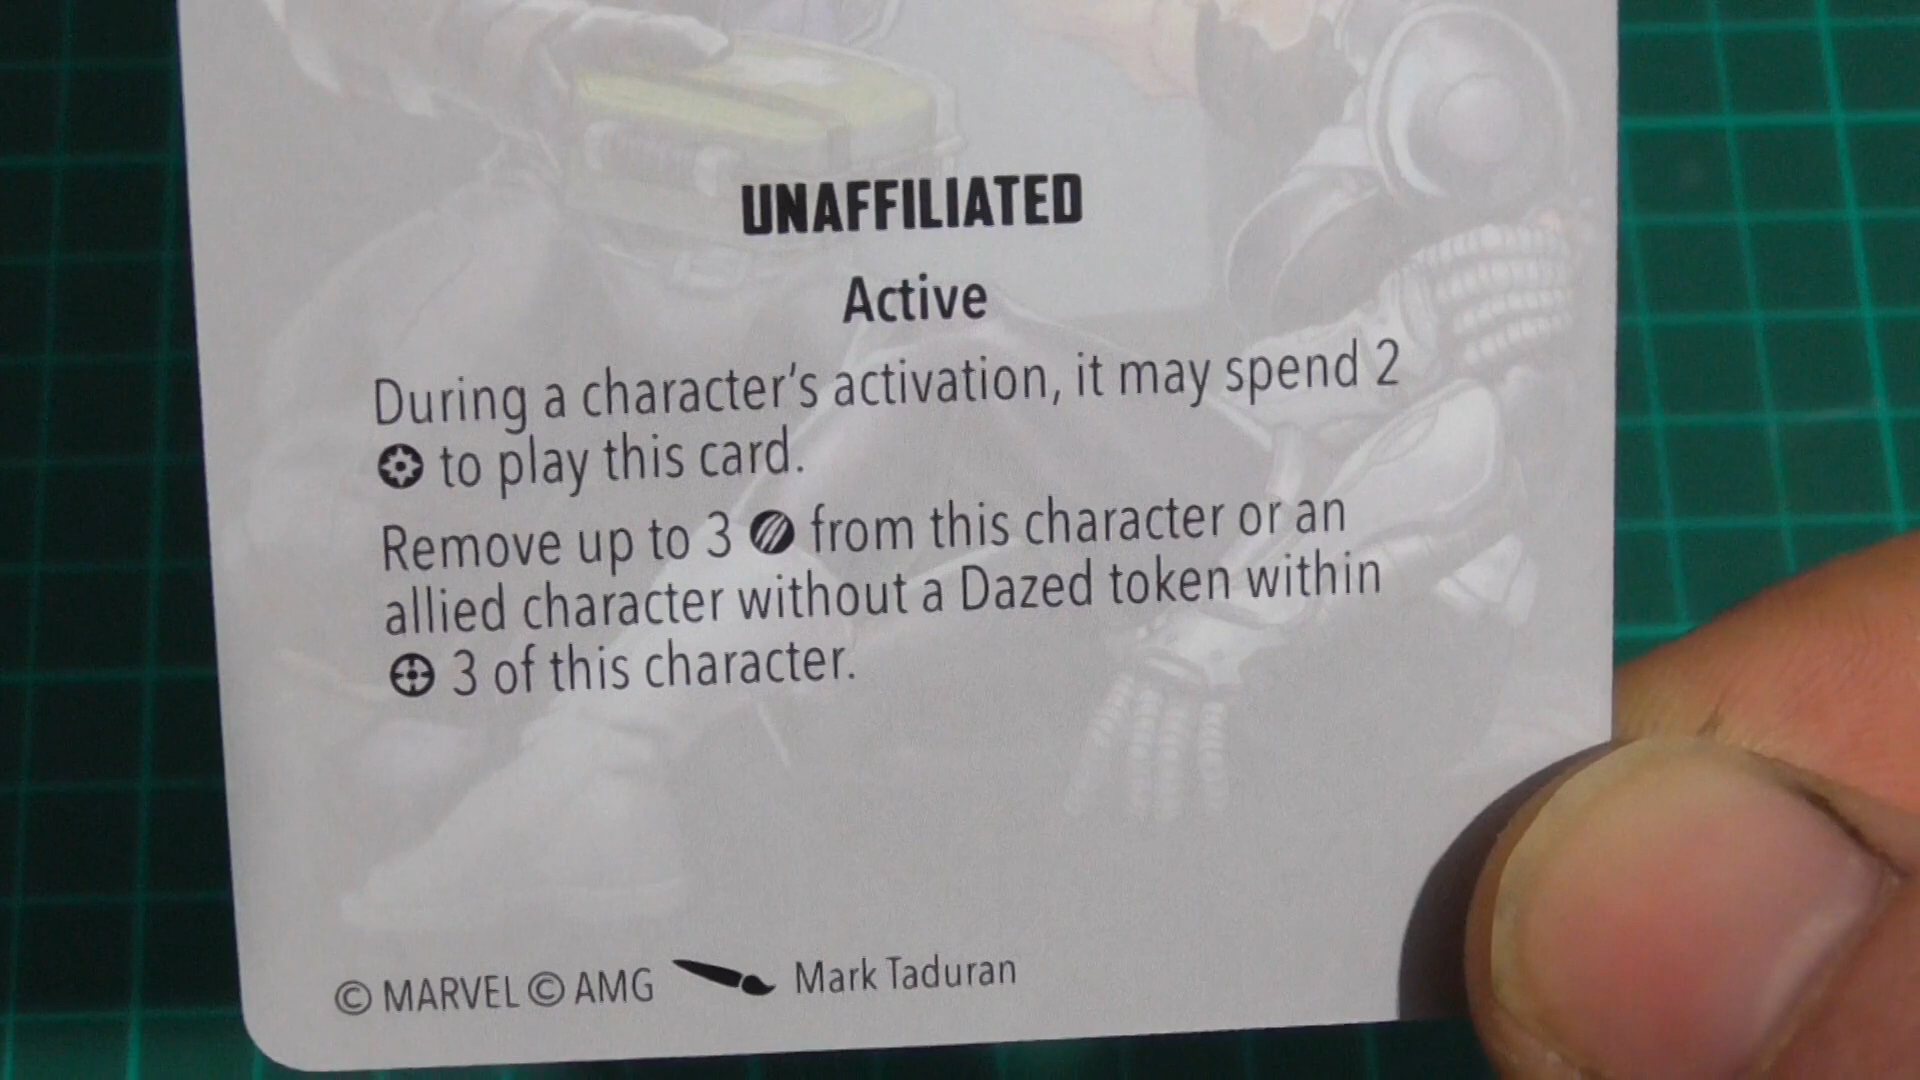 UNAFFILIATED
Active
During a character's activation, it may spend 2
to play this card.
Remove up to 3 from this character or an
allied character without a Dazed token within
3 of this character.
© MARVEL © AMG Mark Taduran